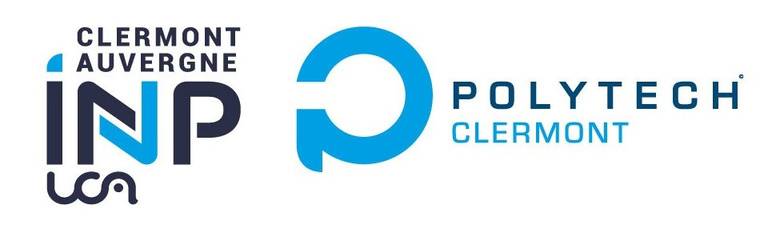 CLERMONT
AUVERGNE
iNP
UCA
POLYTECH
CLERMONT